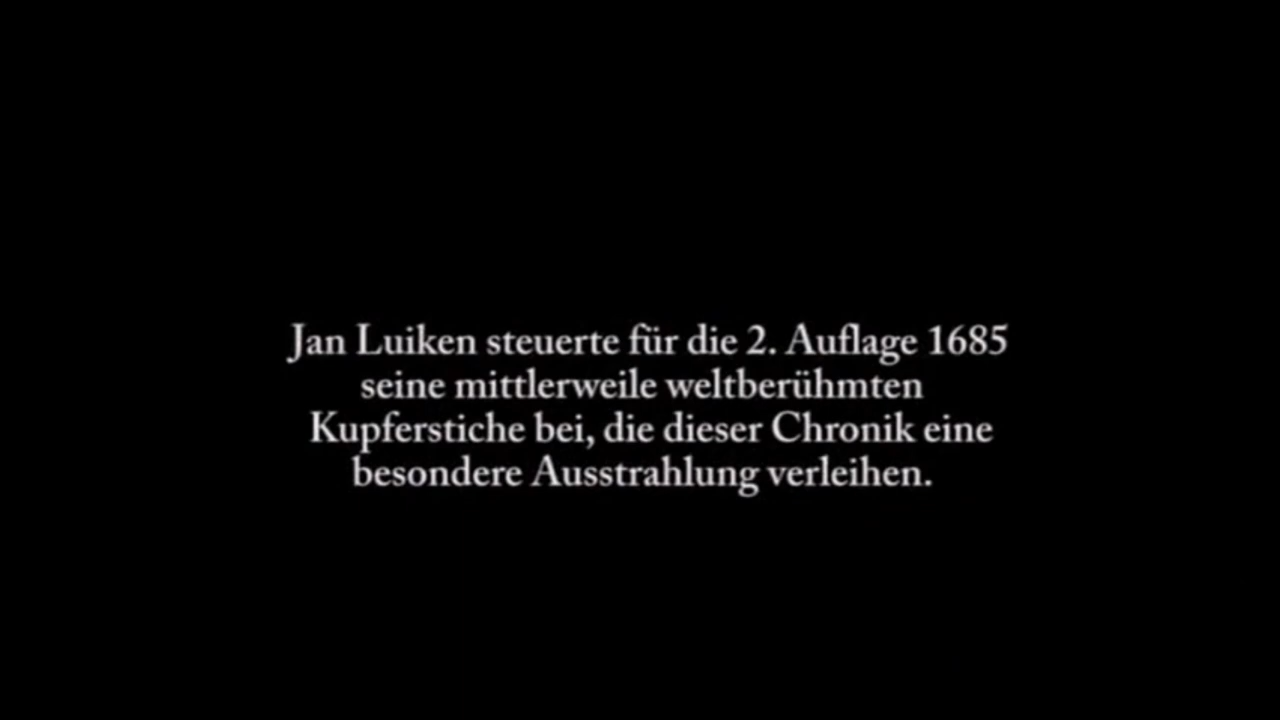 Jan Luiken steuerte für die 2. Auflage 1685
seine mittlerweile weltberühmten
Kupferstiche bei, die dieser Chronik eine
besondere Ausstrahlung verleihen.